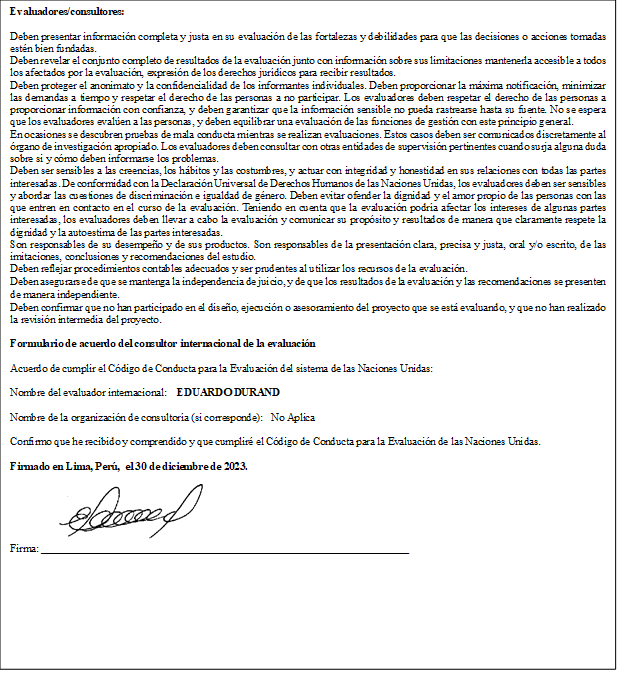 Evaluadores/consultores:
Deben presentar información completa y justa en su evaluación de las fortalezas y debilidades para que las decisiones o acciones tomadas
estén bien fundadas.
Deben revelar el conjunto completo de resultados de la evaluación junto con información sobre sus limitaciones mantenerla accesible a todos
los afectados por la evaluación, expresión de los derechos jurídicos para recibir resultados.
Deben proteger el anonimato y la confidencialidad de los informantes individuales. Deben proporcionar la máxima notificación, minimizar
las demandas a tiempo y respetar el derecho de las personas a no participar. Los evaluadores deben respetar el derecho de las personas a
proporcionar información con confianza, y deben garantizar que la información sensible no pueda rastrearse hasta su fuente. No se espera
que los evaluadores evalúen a las personas, y deben equilibrar una evaluación de las funciones de gestión con este principio general.
En ocasiones se descubren pruebas de mala conducta mientras se realizan evaluaciones. Estos casos deben ser comunicados discretamente al
órgano de investigación apropiado. Los evaluadores deben consultar con otras entidades de supervisión pertinentes cuando surja alguna duda
sobre si y cómo deben informarse los problemas.
Deben ser sensibles a las creencias, los hábitos y las costumbres, y actuar con integridad y honestidad en sus relaciones con todas las partes
interesadas. De conformidad con la Declaración Universal de Derechos Humanos de las Naciones Unidas, los evaluadores deben ser sensibles
y abordar las cuestiones de discriminación e igualdad de género. Deben evitar ofender la dignidad y el amor propio de las personas con las
que entren en contacto en el curso de la evaluación. Teniendo en cuenta que la evaluación podría afectar los intereses de algunas partes
interesadas, los evaluadores deben llevar a cabo la evaluación y comunicar su propósito y resultados de manera que claramente respete la
dignidad y la autoestima de las partes interesadas.
Son responsables de su desempeño y de sus productos. Son responsables de la presentación clara, precisa y justa, oral y/o escrito, de las
imitaciones, conclusiones y recomendaciones del estudio.
Deben reflejar procedimientos contables adecuados y ser prudentes al utilizar los recursos de la evaluación.
Deben asegurarse de que se mantenga la independencia de juicio, y de que los resultados de la evaluación y las recomendaciones se presenten
de manera independiente.
Deben confirmar que no han participado en el diseño, ejecución o asesoramiento del proyecto que se está evaluando, y que no han realizado
la revisión intermedia del proyecto.
Formulario de acuerdo del consultor internacional de la evaluación
Acuerdo de cumplir el Código de Conducta para la Evaluación del sistema de las Naciones Unidas:
Nombre del evaluador internacional: EDUARDO DURAND
Nombre de la organización de consultoría (si corresponde): No Aplica
Confirmo que he recibido y comprendido y que cumpliré el Código de Conducta para la Evaluación de las Naciones Unidas.
Firmado en Lima, Perú, el 30 de diciembre de 2023.
Firma: